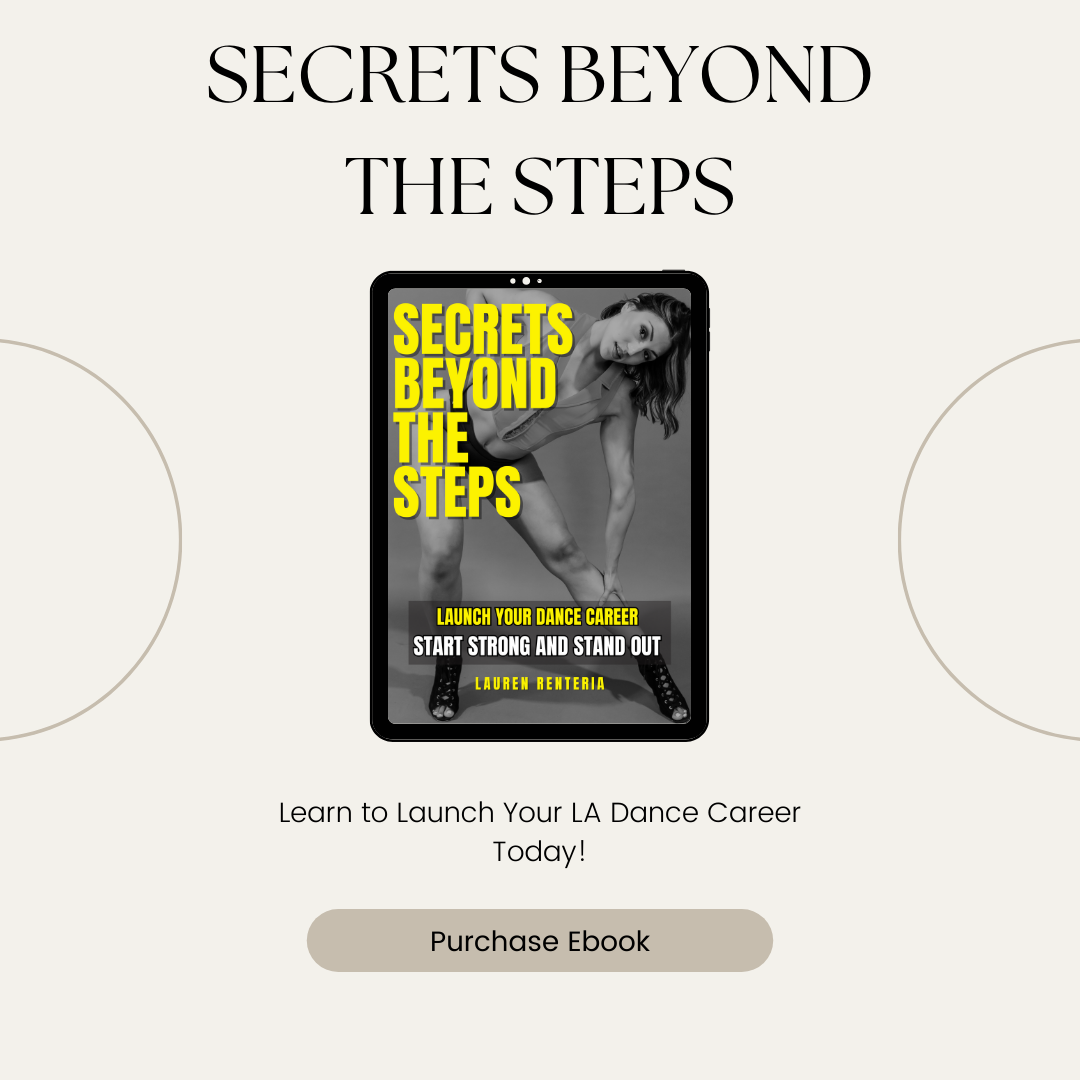 SECRETS BEYOND
THE STEPS
SECRETS
BEYOND
THE
STEPS
LAUNCH YOUR DANCE CAREER
START STRONG AND STAND OUT
LAUREN RENTERIA
Learn to Launch Your LA Dance Career
Today!
Purchase Ebook